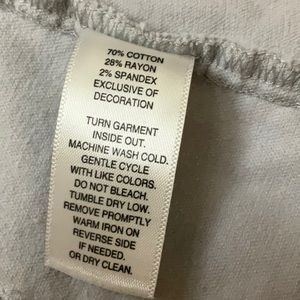 70% COTTON
28% RAYON
2% SPANDEX
EXCLUSIVE OF
DECORATION
TURN GARMENT
INSIDE OUT.
MACHINE WASH COLD.
GENTLE CYCLE
WITH LIKE COLORS.
DO NOT BLEACH.
TUMBLE DRY LOW.
REMOVE PROMPTLY
WARM IRON ON
REVERSE SIDE
IF NEEDED.
OR DRY CLEAN.